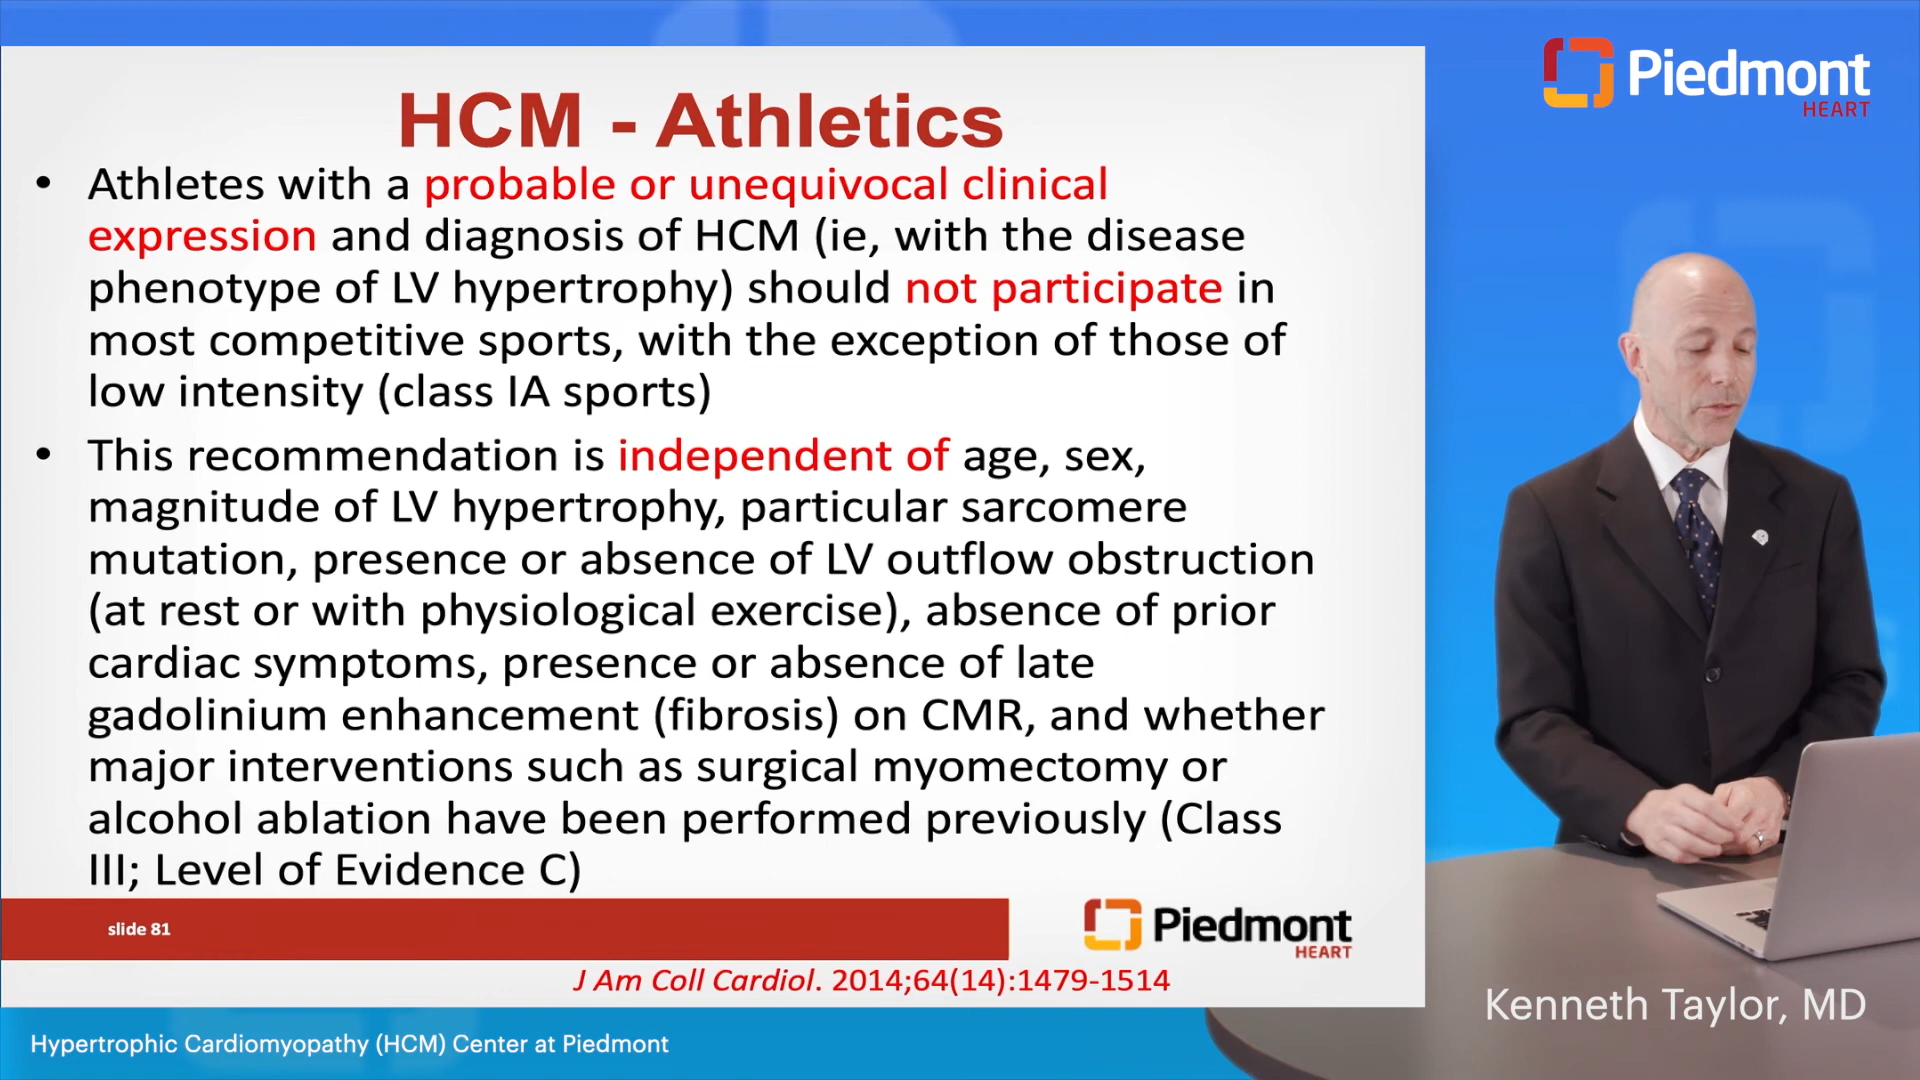 Piedmont
HEART
HCM - Athletics
• Athletes with a probable or unequivocal clinical
expression and diagnosis of HCM (ie, with the disease
phenotype of LV hypertrophy) should not participate in
most competitive sports, with the exception of those of
low intensity (class IA sports)
• This recommendation is independent of age, sex,
magnitude of LV hypertrophy, particular sarcomere
mutation, presence or absence of LV outflow obstruction
(at rest or with physiological exercise), absence of prior
cardiac symptoms, presence or absence of late
gadolinium enhancement (fibrosis) on CMR, and whether
major interventions such as surgical myomectomy or
alcohol ablation have been performed previously (Class
III; Level of Evidence C)
slide 81
Piedmont
HEART
J Am Coll Cardiol. 2014;64(14):1479-1514
Kenneth Taylor, MD
Hypertrophic Cardiomyopathy (HCM) Center at Piedmont